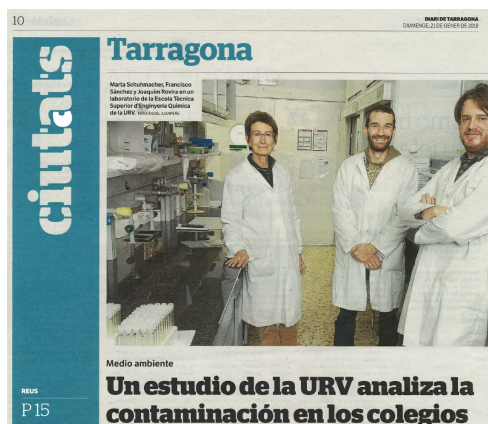 10
DIARI DE TARRAGONA
DIUMENGE, 21 DE GENER DE 2018
ciutats
Tarragona
Marta Schuhmacher, Francisco
Sánchez y Joaquim Rovira en un
laboratorio de la Escola Tècnica
Superior d'Enginyeria Química
de la URV.
Medio ambiente
Un estudio de la URV analiza la
contaminación en los colegios
REUS
P 15